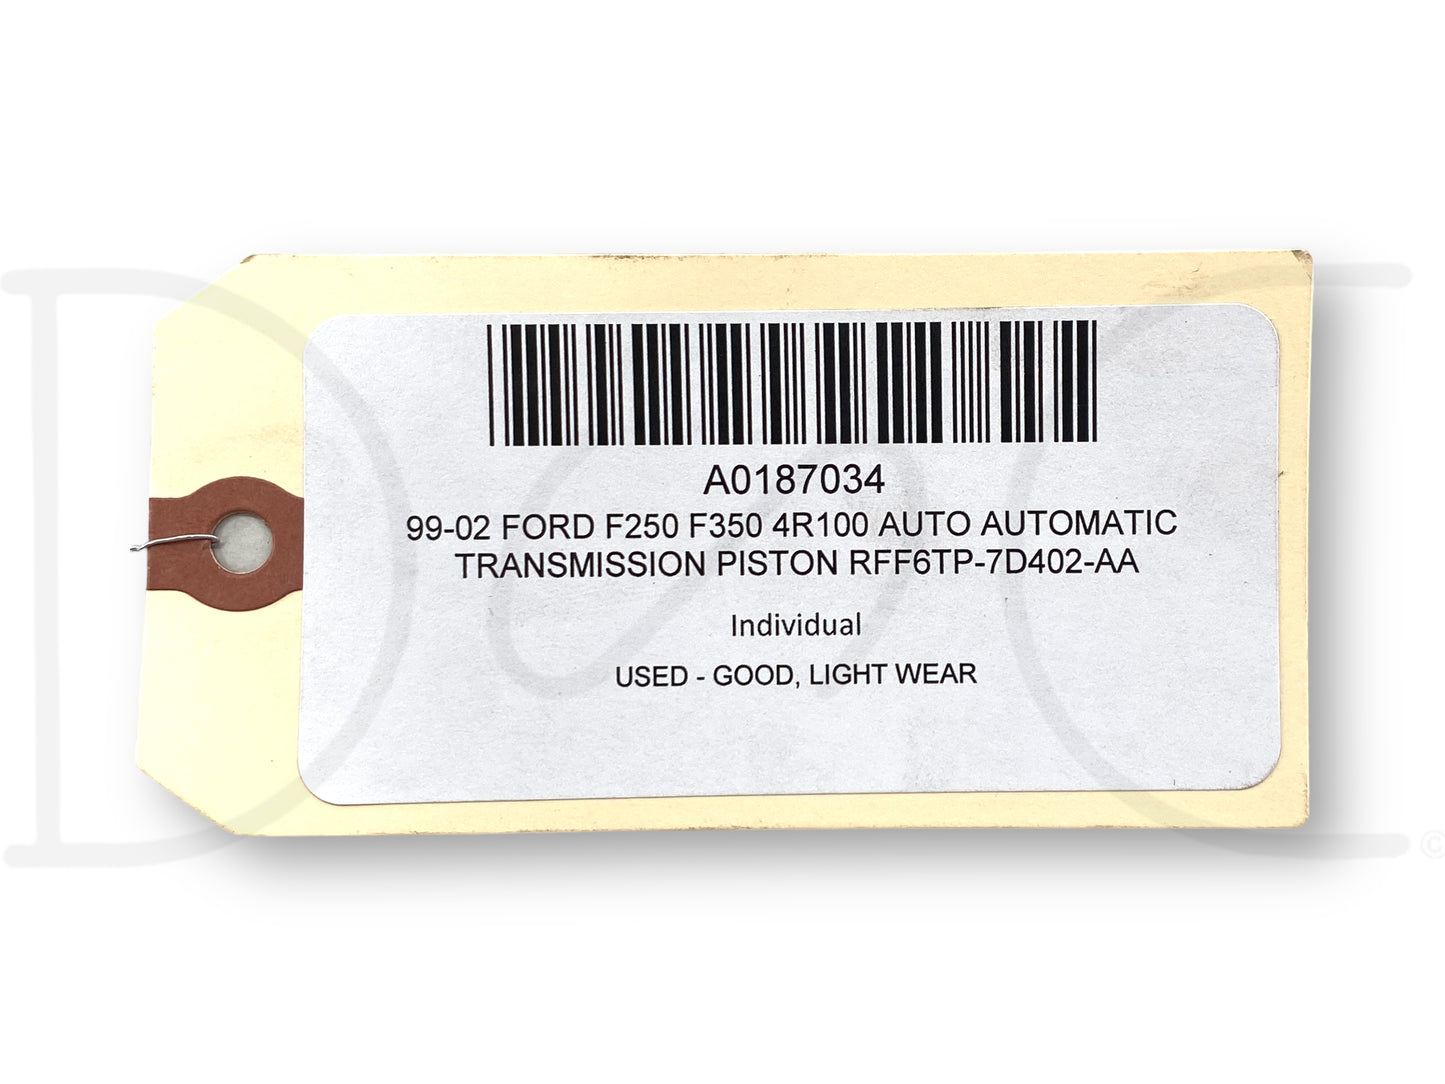 A0187034
99-02 FORD F250 F350 4R100 AUTO AUTOMATIC
TRANSMISSION PISTON RFF6TP-7D402-AA
Individual
USED - GOOD, LIGHT WEAR
©